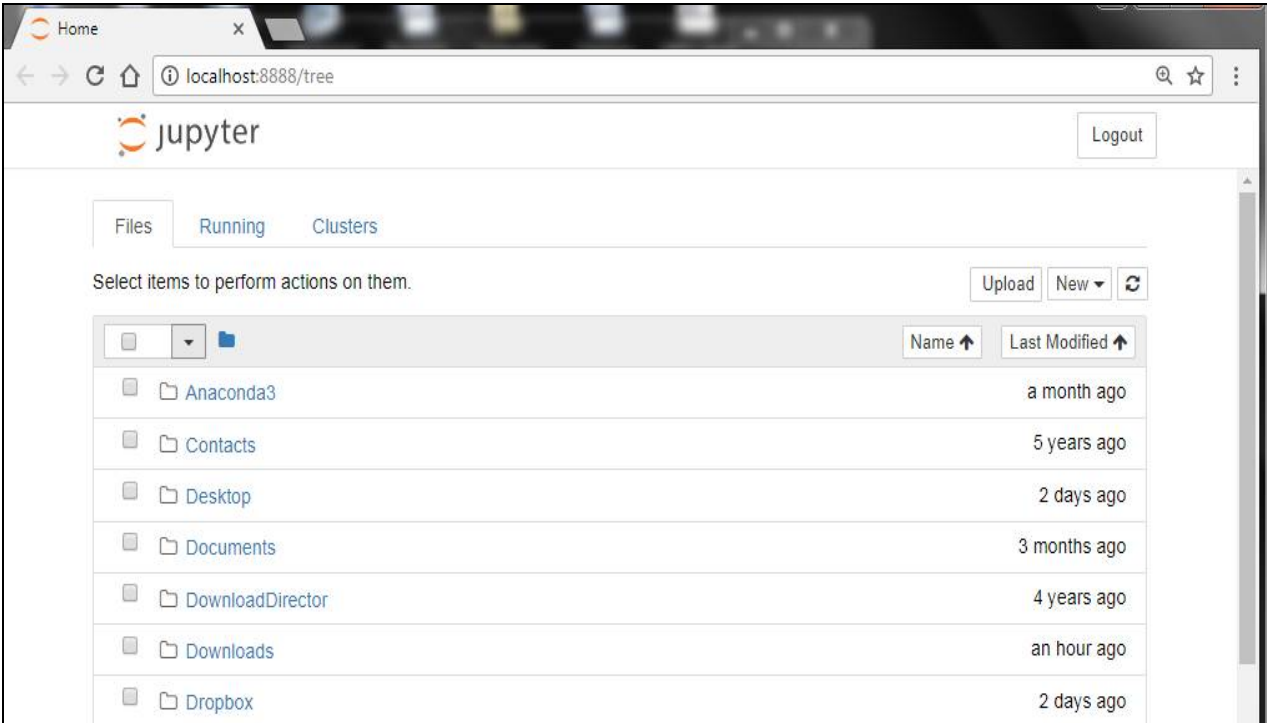 Home
localhost:8888/tree
jupyter
Logout
Files Running Clusters
Select items to perform actions on them.
Upload New
Name Last Modified
Anaconda3 a month ago
Contacts 5 years ago
Desktop 2 days ago
Documents 3 months ago
DownloadDirector 4 years ago
Downloads an hour ago
Dropbox 2 days ago